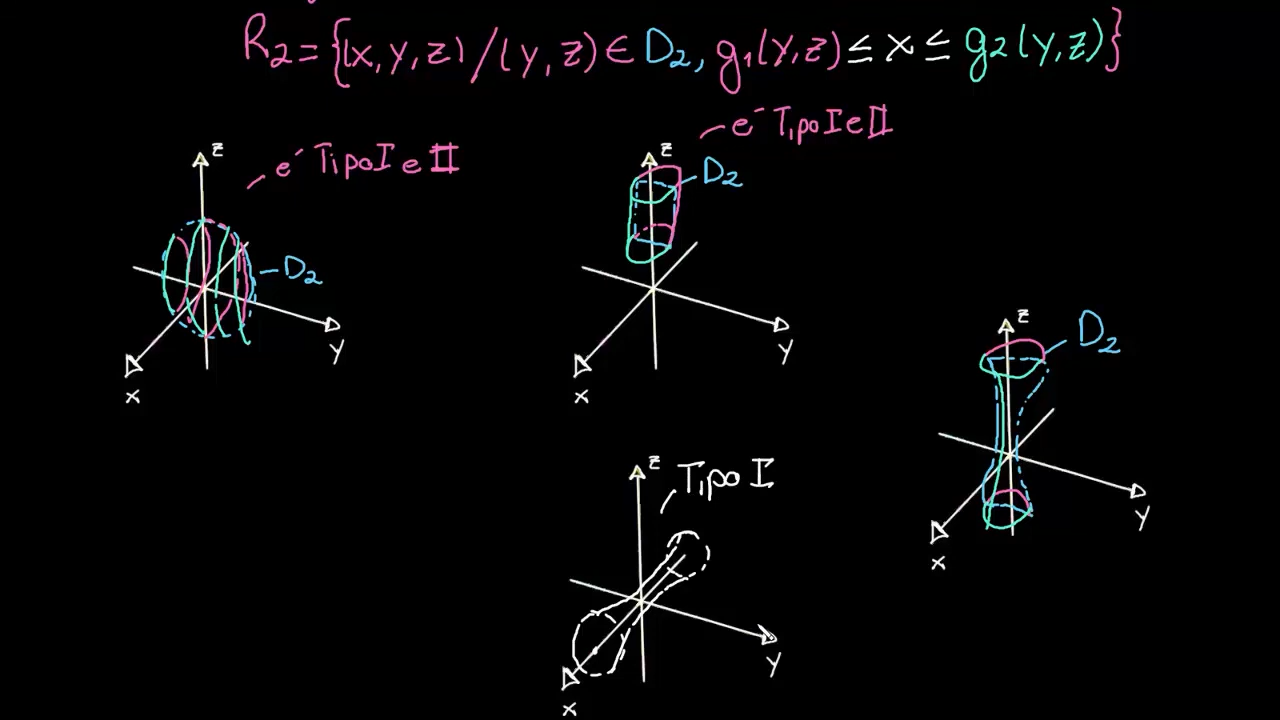 R2={(x,y,z)/(y,z)∈D2, g1(y,z)≤x≤g2(y,z)}
é Tipo I e II
é Tipo I e II
z
z
D2
D2
y
x
y
x
z
D2
z
Tipo I
y
x
y
x